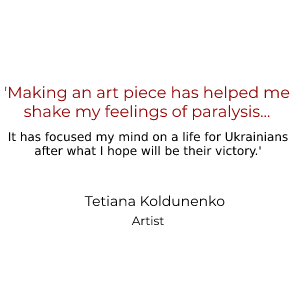 'Making an art piece has helped me
shake my feelings of paralysis...
It has focused my mind on a life for Ukrainians
after what I hope will be their victory.'
Tetiana Koldunenko
Artist